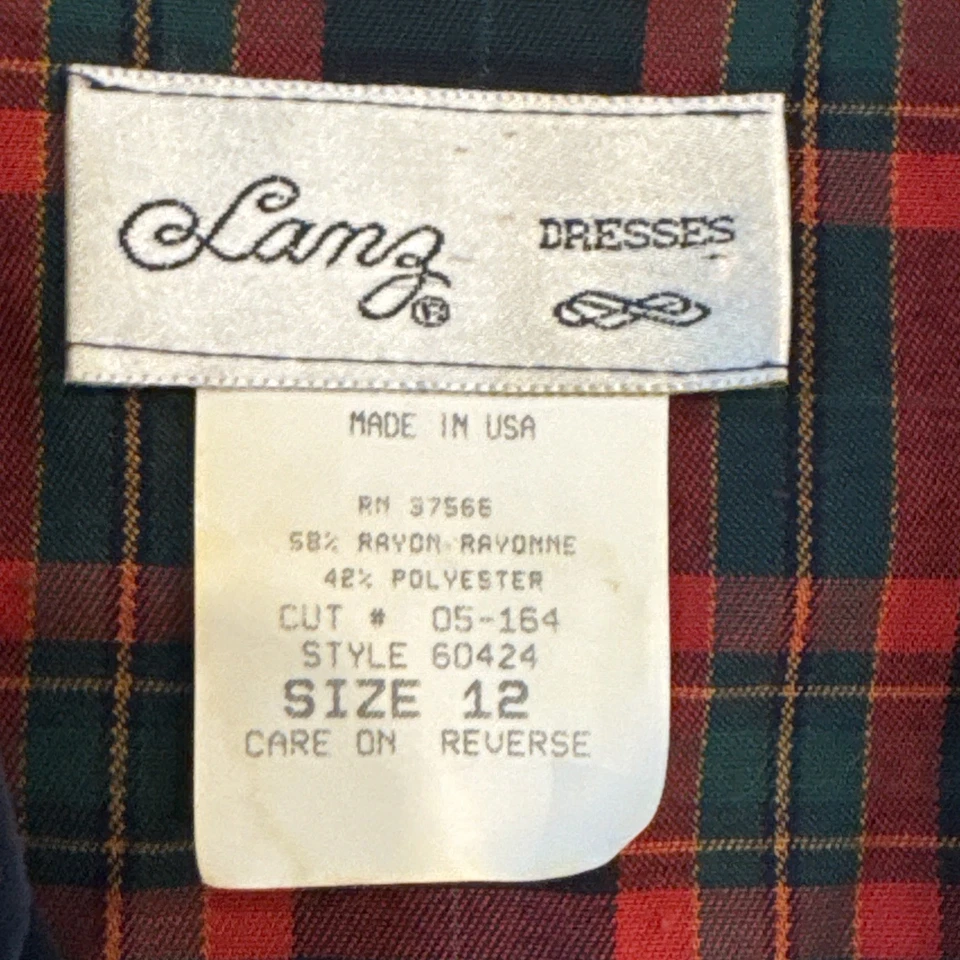 Lanz ®
DRESSES
MADE IN USA
RN 37566
58% RAYON-RAYONNE
42% POLYESTER
CUT # 05-164
STYLE 60424
SIZE 12
CARE ON REVERSE